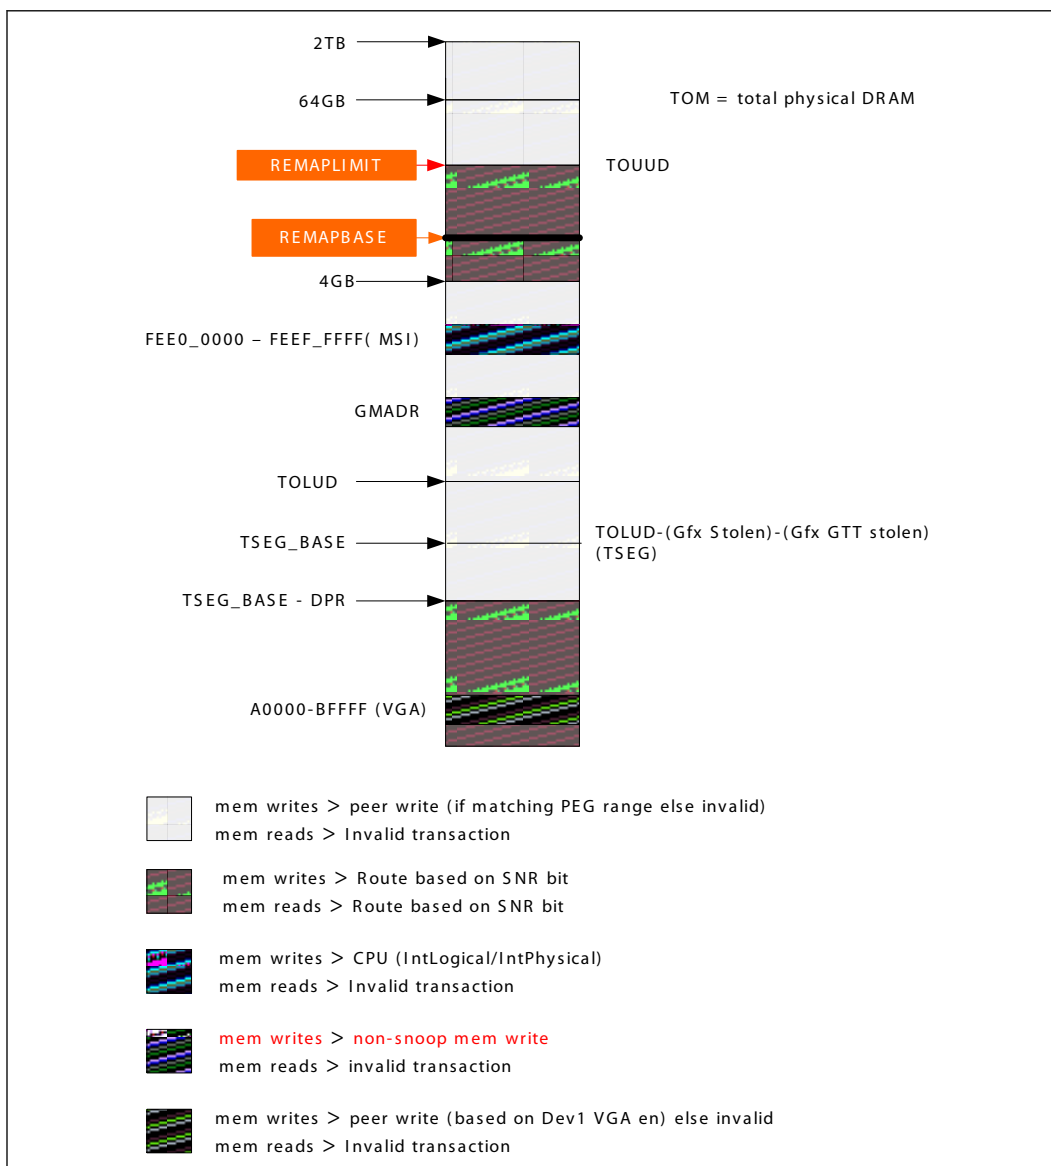 2TB
64GB
TOM = total physical DRAM
REMAPLIMIT
TOUUD
REMAPBASE
4GB
FEE0_0000 – FEEF_FFFF( MSI)
GMADR
TOLUD
TSEG_BASE
TOLUD-(Gfx Stolen)-(Gfx GTT stolen)
(TSEG)
TSEG_BASE - DPR
A0000-BFFFF (VGA)
mem writes > peer write (if matching PEG range else invalid)
mem reads > Invalid transaction
mem writes > Route based on SNR bit
mem reads > Route based on SNR bit
mem writes > CPU (IntLogical/IntPhysical)
mem reads > Invalid transaction
mem writes > non-snoop mem write
mem reads > invalid transaction
mem writes > peer write (based on Dev1 VGA en) else invalid
mem reads > Invalid transaction